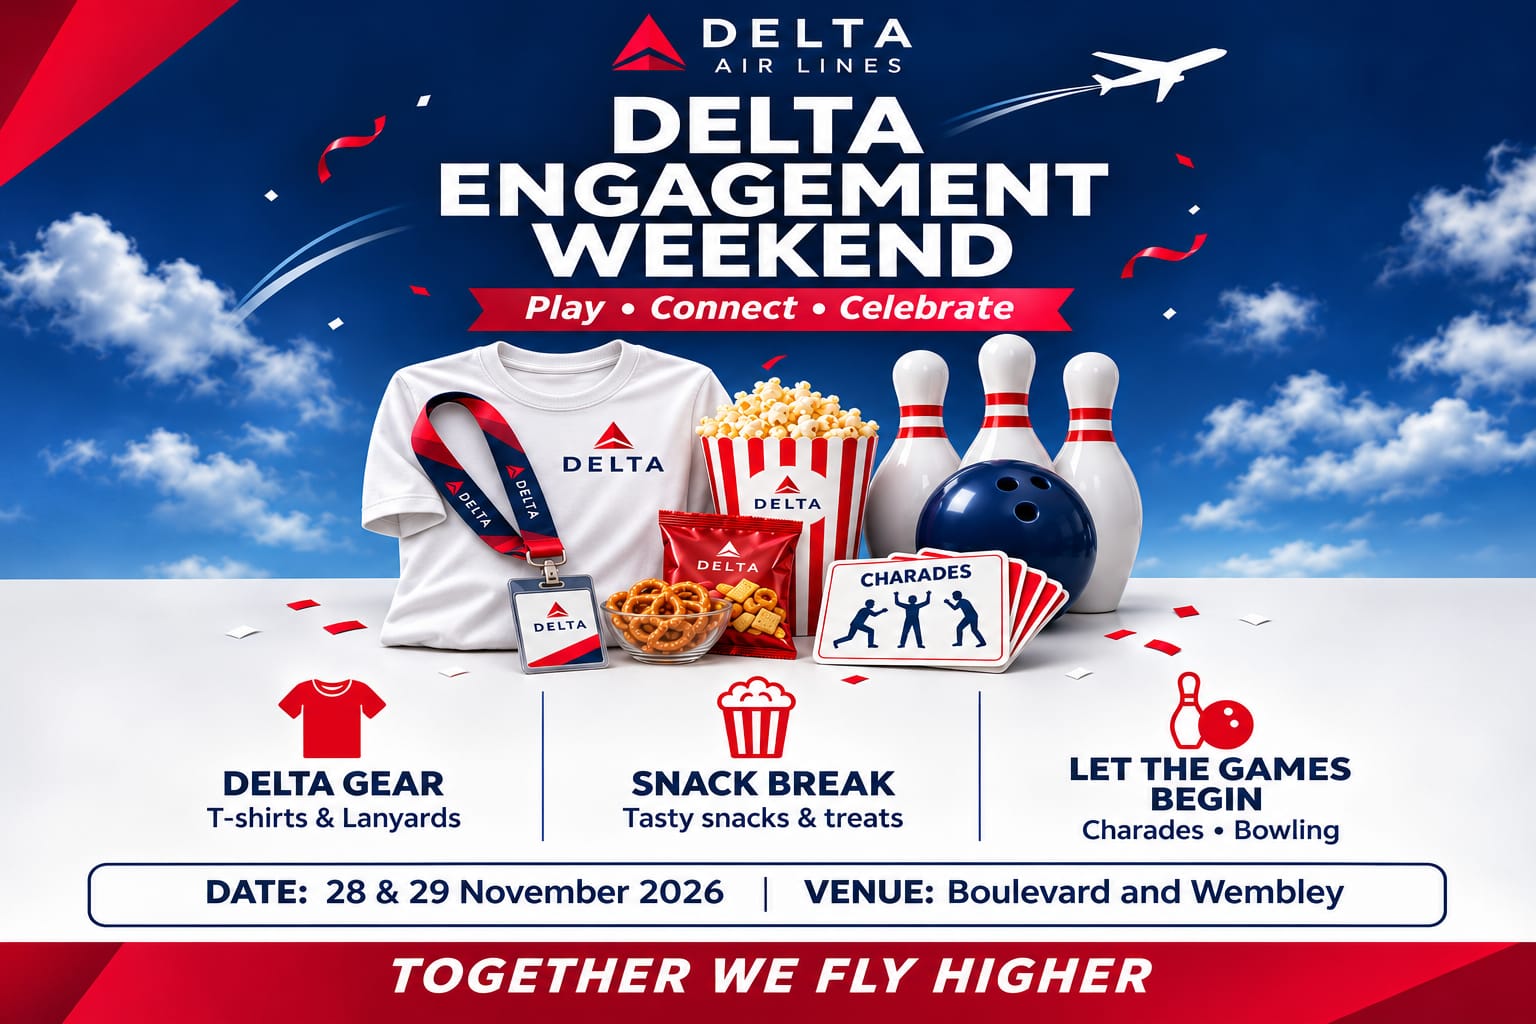 DELTA
AIR LINES
DELTA
ENGAGEMENT
WEEKEND
Play • Connect • Celebrate
DELTA
DELTA
DELTA
DELTA
DELTA
DELTA
DELTA
CHARADES
DELTA GEAR
T-shirts & Lanyards
SNACK BREAK
Tasty snacks & treats
LET THE GAMES
BEGIN
Charades • Bowling
DATE: 28 & 29 November 2026 | VENUE: Boulevard and Wembley
TOGETHER WE FLY HIGHER